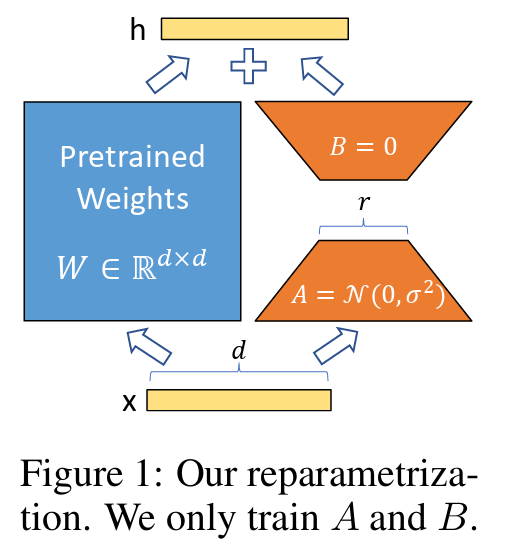 h
Pretrained
Weights
W ∈ ℝ^{d×d}
B = 0
r
A = 𝒩(0, σ²)
d
x
Figure 1: Our reparametriza-
tion. We only train A and B.